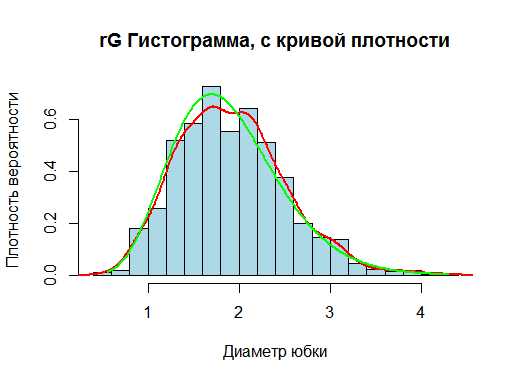 rG Гистограмма, с кривой плотности
Плотность вероятности
0.0 0.2 0.4 0.6
1 2 3 4
Диаметр юбки